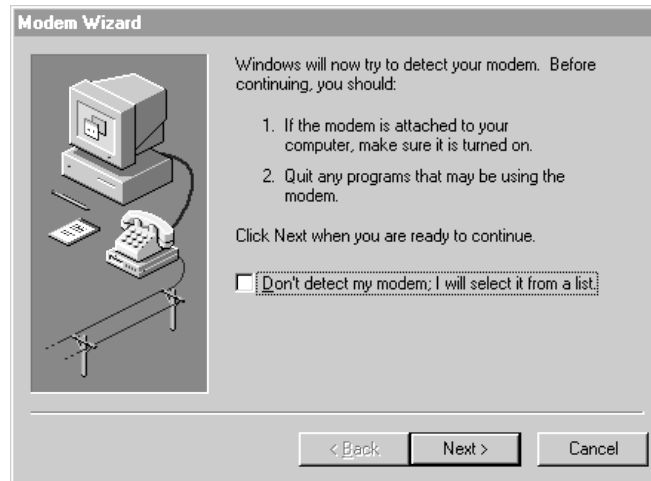 Modem Wizard
Windows will now try to detect your modem. Before
continuing, you should:
1. If the modem is attached to your
computer, make sure it is turned on.
2. Quit any programs that may be using the
modem.
Click Next when you are ready to continue.
Don't detect my modem; I will select it from a list.
< Back
Next >
Cancel